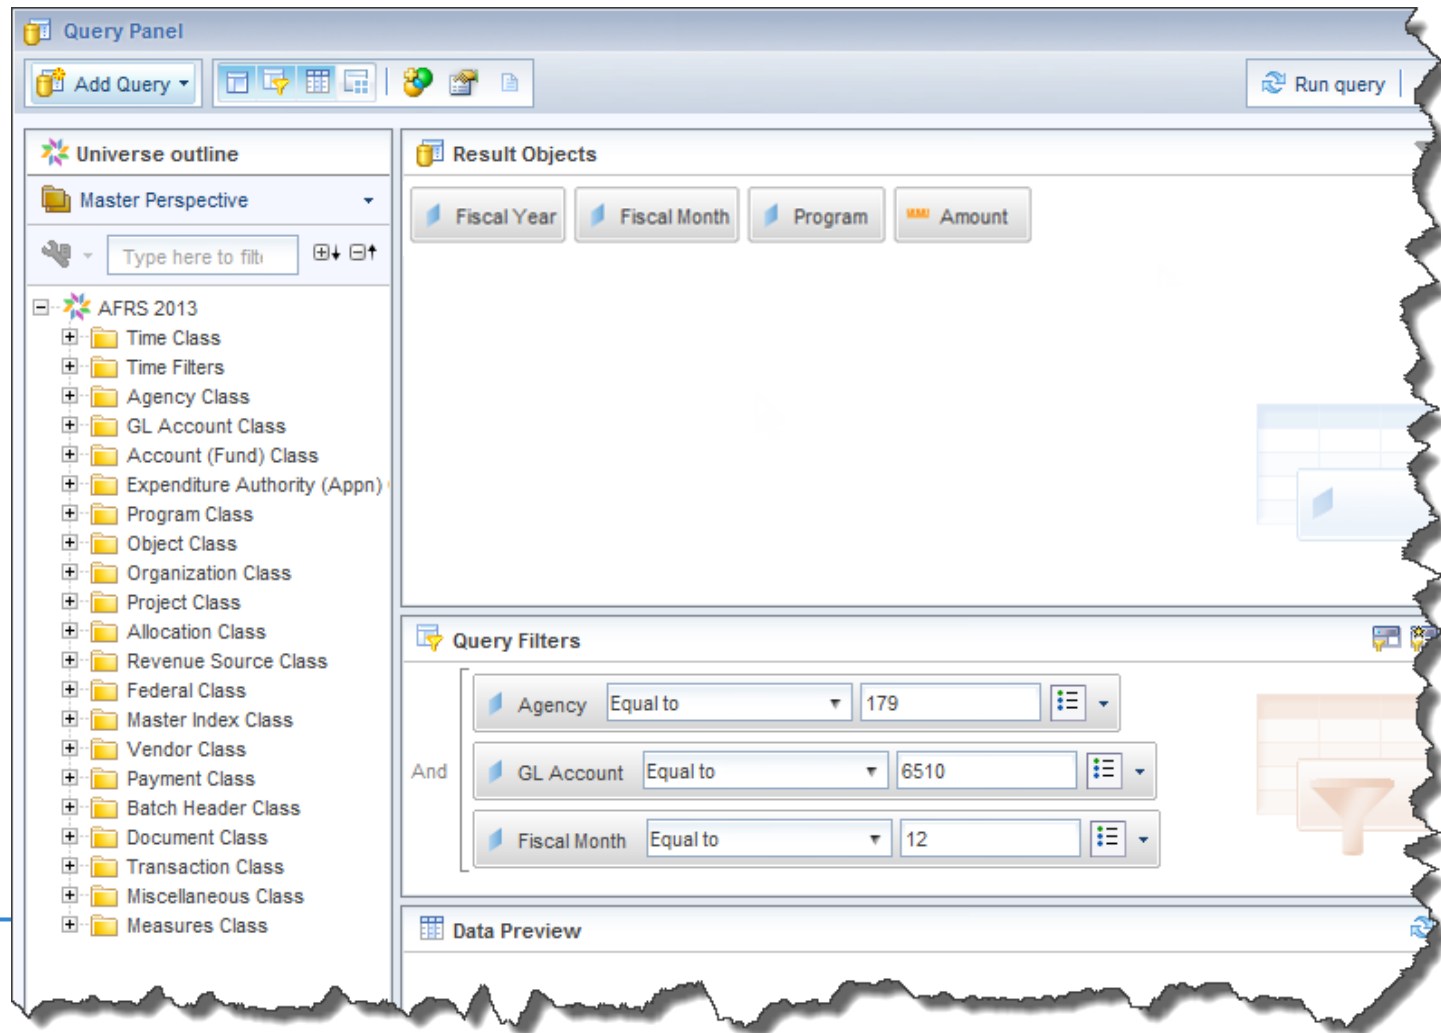 Query Panel
Add Query
Run query
Universe outline
Master Perspective
Type here to filt
AFRS 2013
Time Class
Time Filters
Agency Class
GL Account Class
Account (Fund) Class
Expenditure Authority (Appn)
Program Class
Object Class
Organization Class
Project Class
Allocation Class
Revenue Source Class
Federal Class
Master Index Class
Vendor Class
Payment Class
Batch Header Class
Document Class
Transaction Class
Miscellaneous Class
Measures Class
Result Objects
Fiscal Year Fiscal Month Program Amount
Query Filters
And
Agency Equal to 179
GL Account Equal to 6510
Fiscal Month Equal to 12
Data Preview